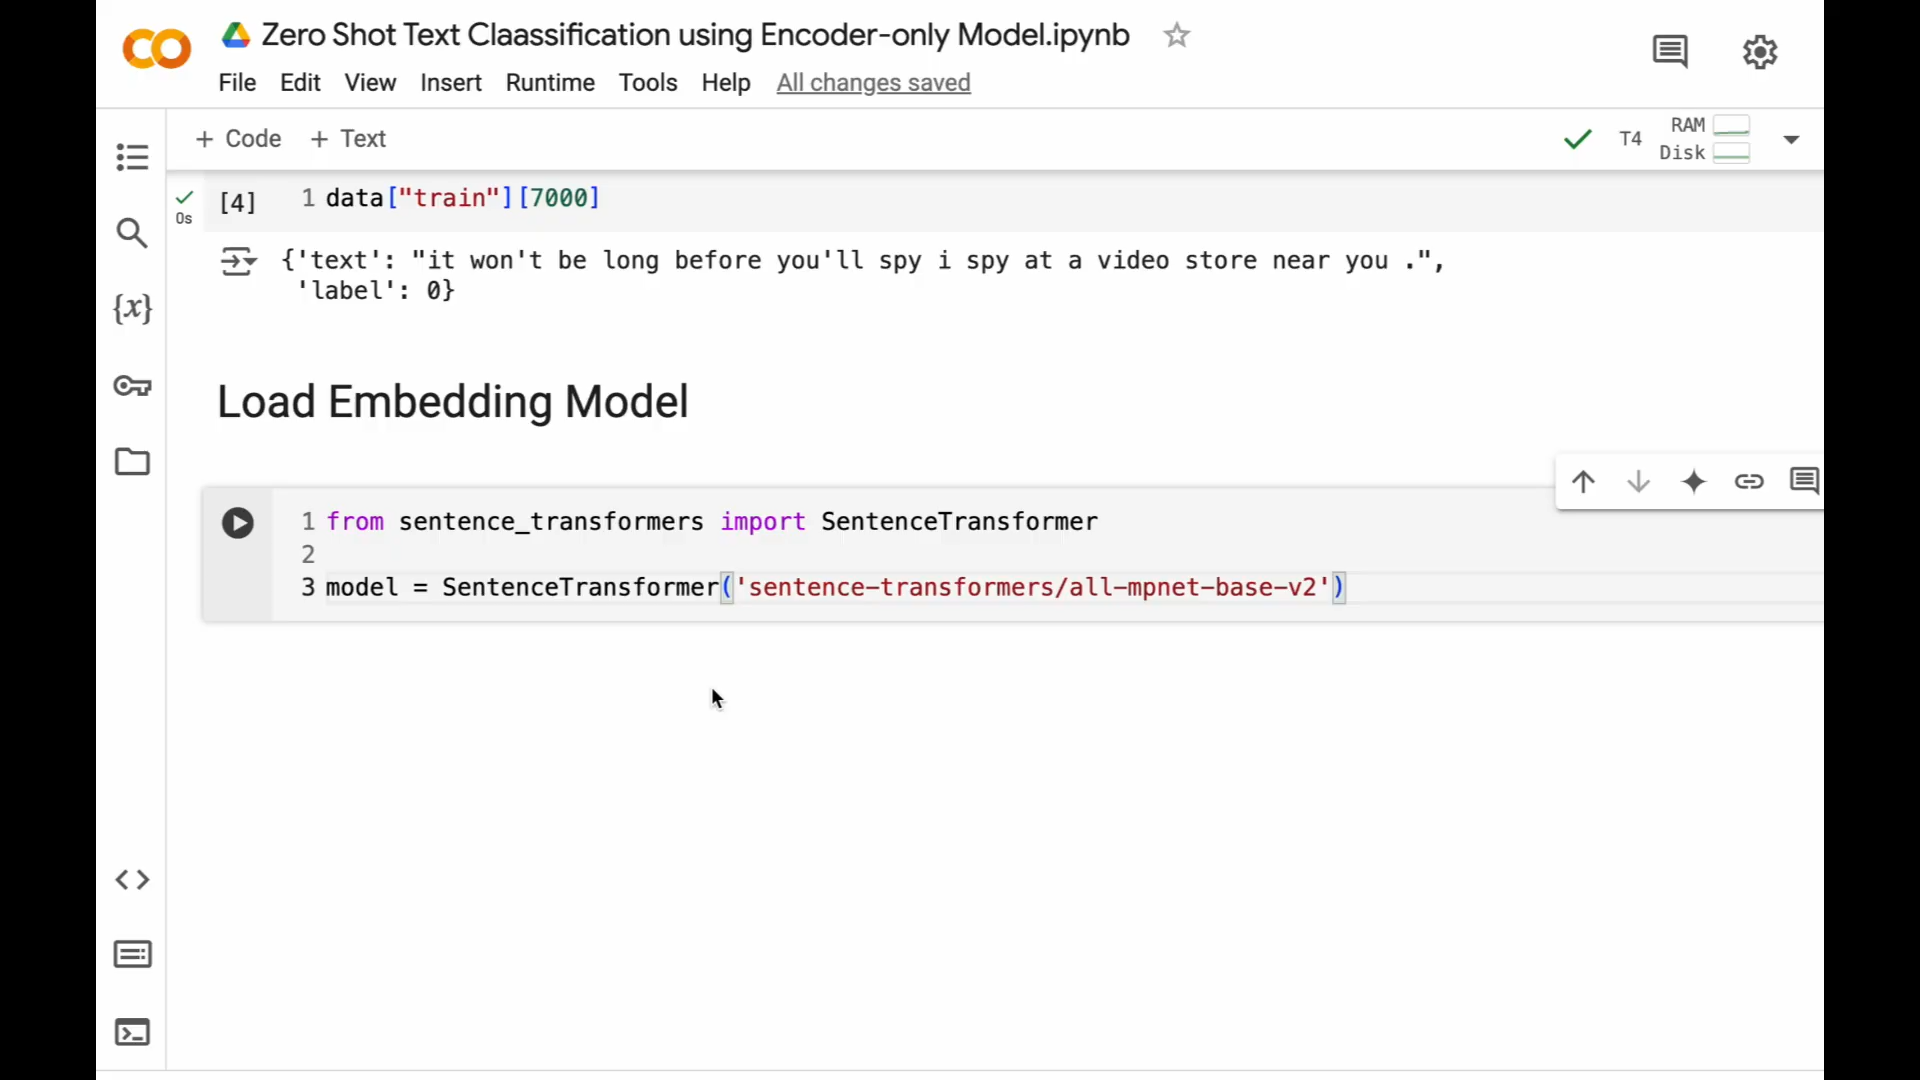 Zero Shot Text Claassification using Encoder-only Model.ipynb
File Edit View Insert Runtime Tools Help All changes saved
+ Code + Text
T4 RAM
Disk
0s
[4] 1 data["train"][7000]
{'text': "it won't be long before you'll spy i spy at a video store near you .",
'label': 0}
Load Embedding Model
1 from sentence_transformers import SentenceTransformer
2
3 model = SentenceTransformer('sentence-transformers/all-mpnet-base-v2')